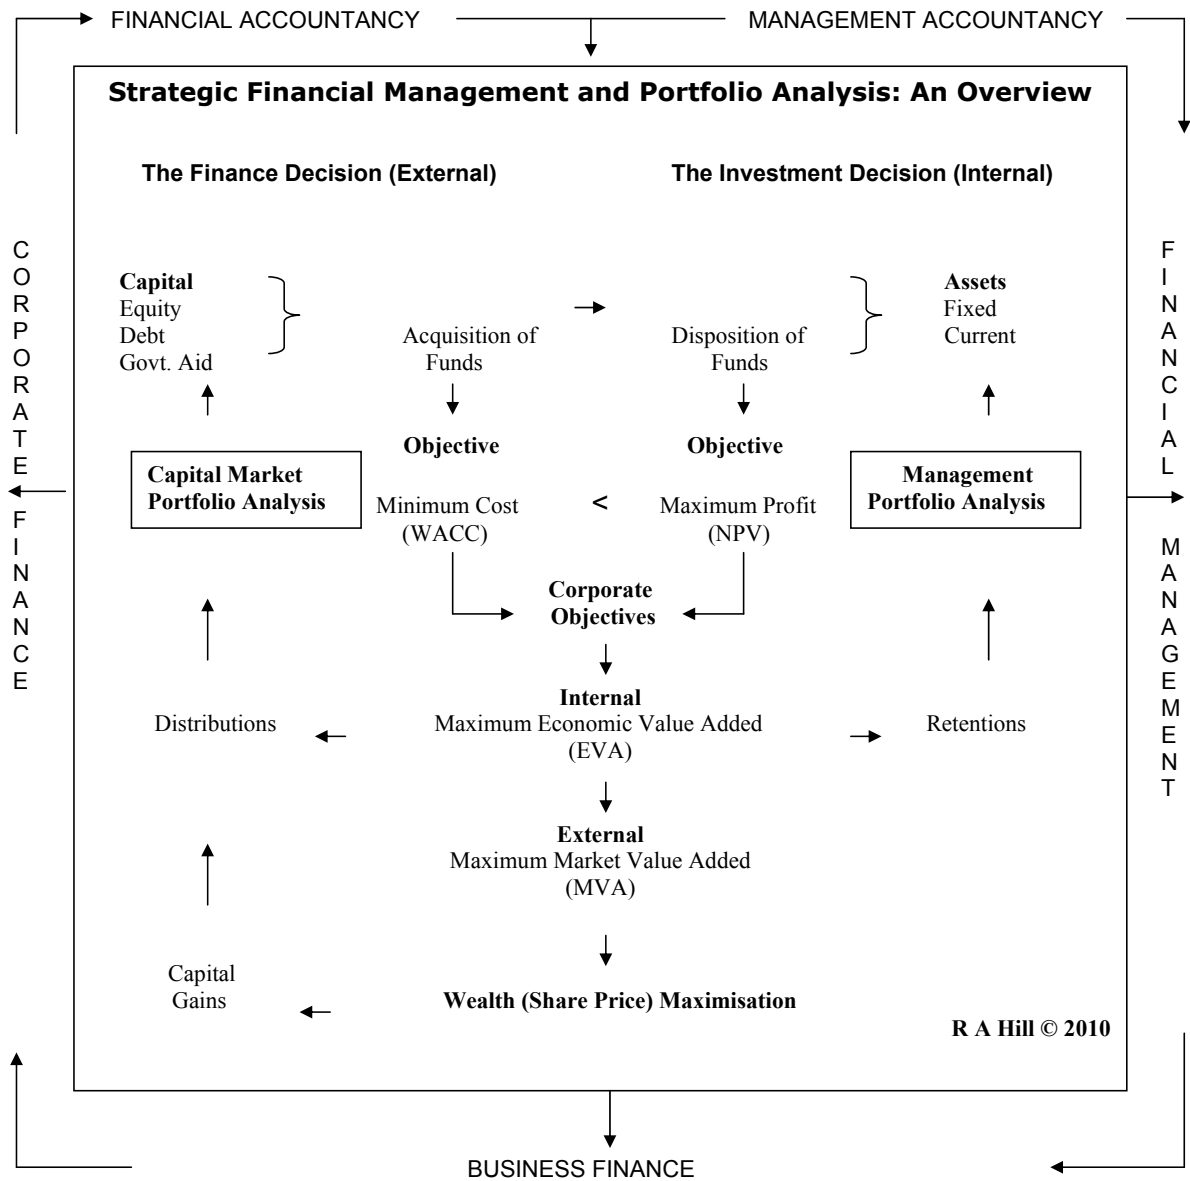 FINANCIAL ACCOUNTANCY
MANAGEMENT ACCOUNTANCY
Strategic Financial Management and Portfolio Analysis: An Overview
The Finance Decision (External)
The Investment Decision (Internal)
CORPORATE FINANCE
Capital
Equity
Debt
Govt. Aid
Acquisition of
Funds
Disposition of
Funds
Assets
Fixed
Current
FINANCIAL MANAGEMENT
Capital Market
Portfolio Analysis
Objective
Minimum Cost
(WACC)
<
Objective
Maximum Profit
(NPV)
Management
Portfolio Analysis
Corporate
Objectives
Distributions
Internal
Maximum Economic Value Added
(EVA)
Retentions
External
Maximum Market Value Added
(MVA)
Capital
Gains
Wealth (Share Price) Maximisation
R A Hill © 2010
BUSINESS FINANCE